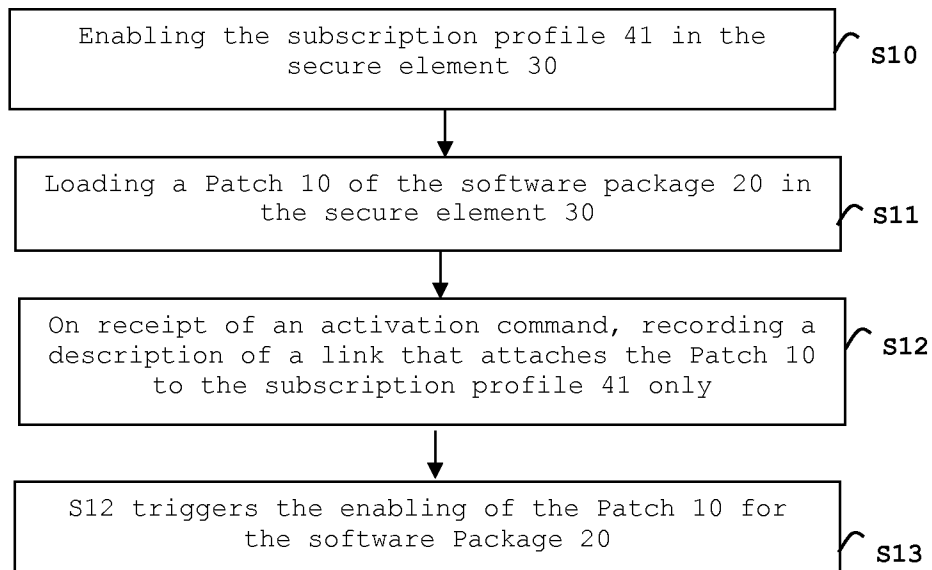 Enabling the subscription profile 41 in the
secure element 30
S10
Loading a Patch 10 of the software package 20 in
the secure element 30
S11
On receipt of an activation command, recording a
description of a link that attaches the Patch 10
to the subscription profile 41 only
S12
S12 triggers the enabling of the Patch 10 for
the software Package 20
S13